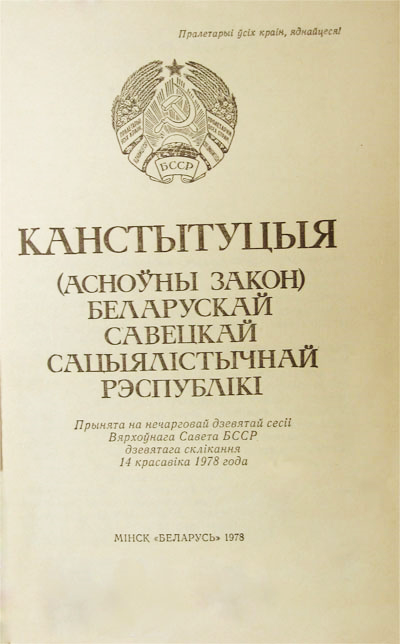 Пралетарыі ўсіх краін, яднайцеся!
БССР
КАНСТЫТУЦЫЯ
(АСНОЎНЫ ЗАКОН)
БЕЛАРУСКАЙ
САВЕЦКАЙ
САЦЫЯЛІСТЫЧНАЙ
РЭСПУБЛІКІ
Прынята на нечарговай дзевятай сесіі
Вярхоўнага Савета БССР
дзевятага склікання
14 красавіка 1978 года
МІНСК «БЕЛАРУСЬ» 1978